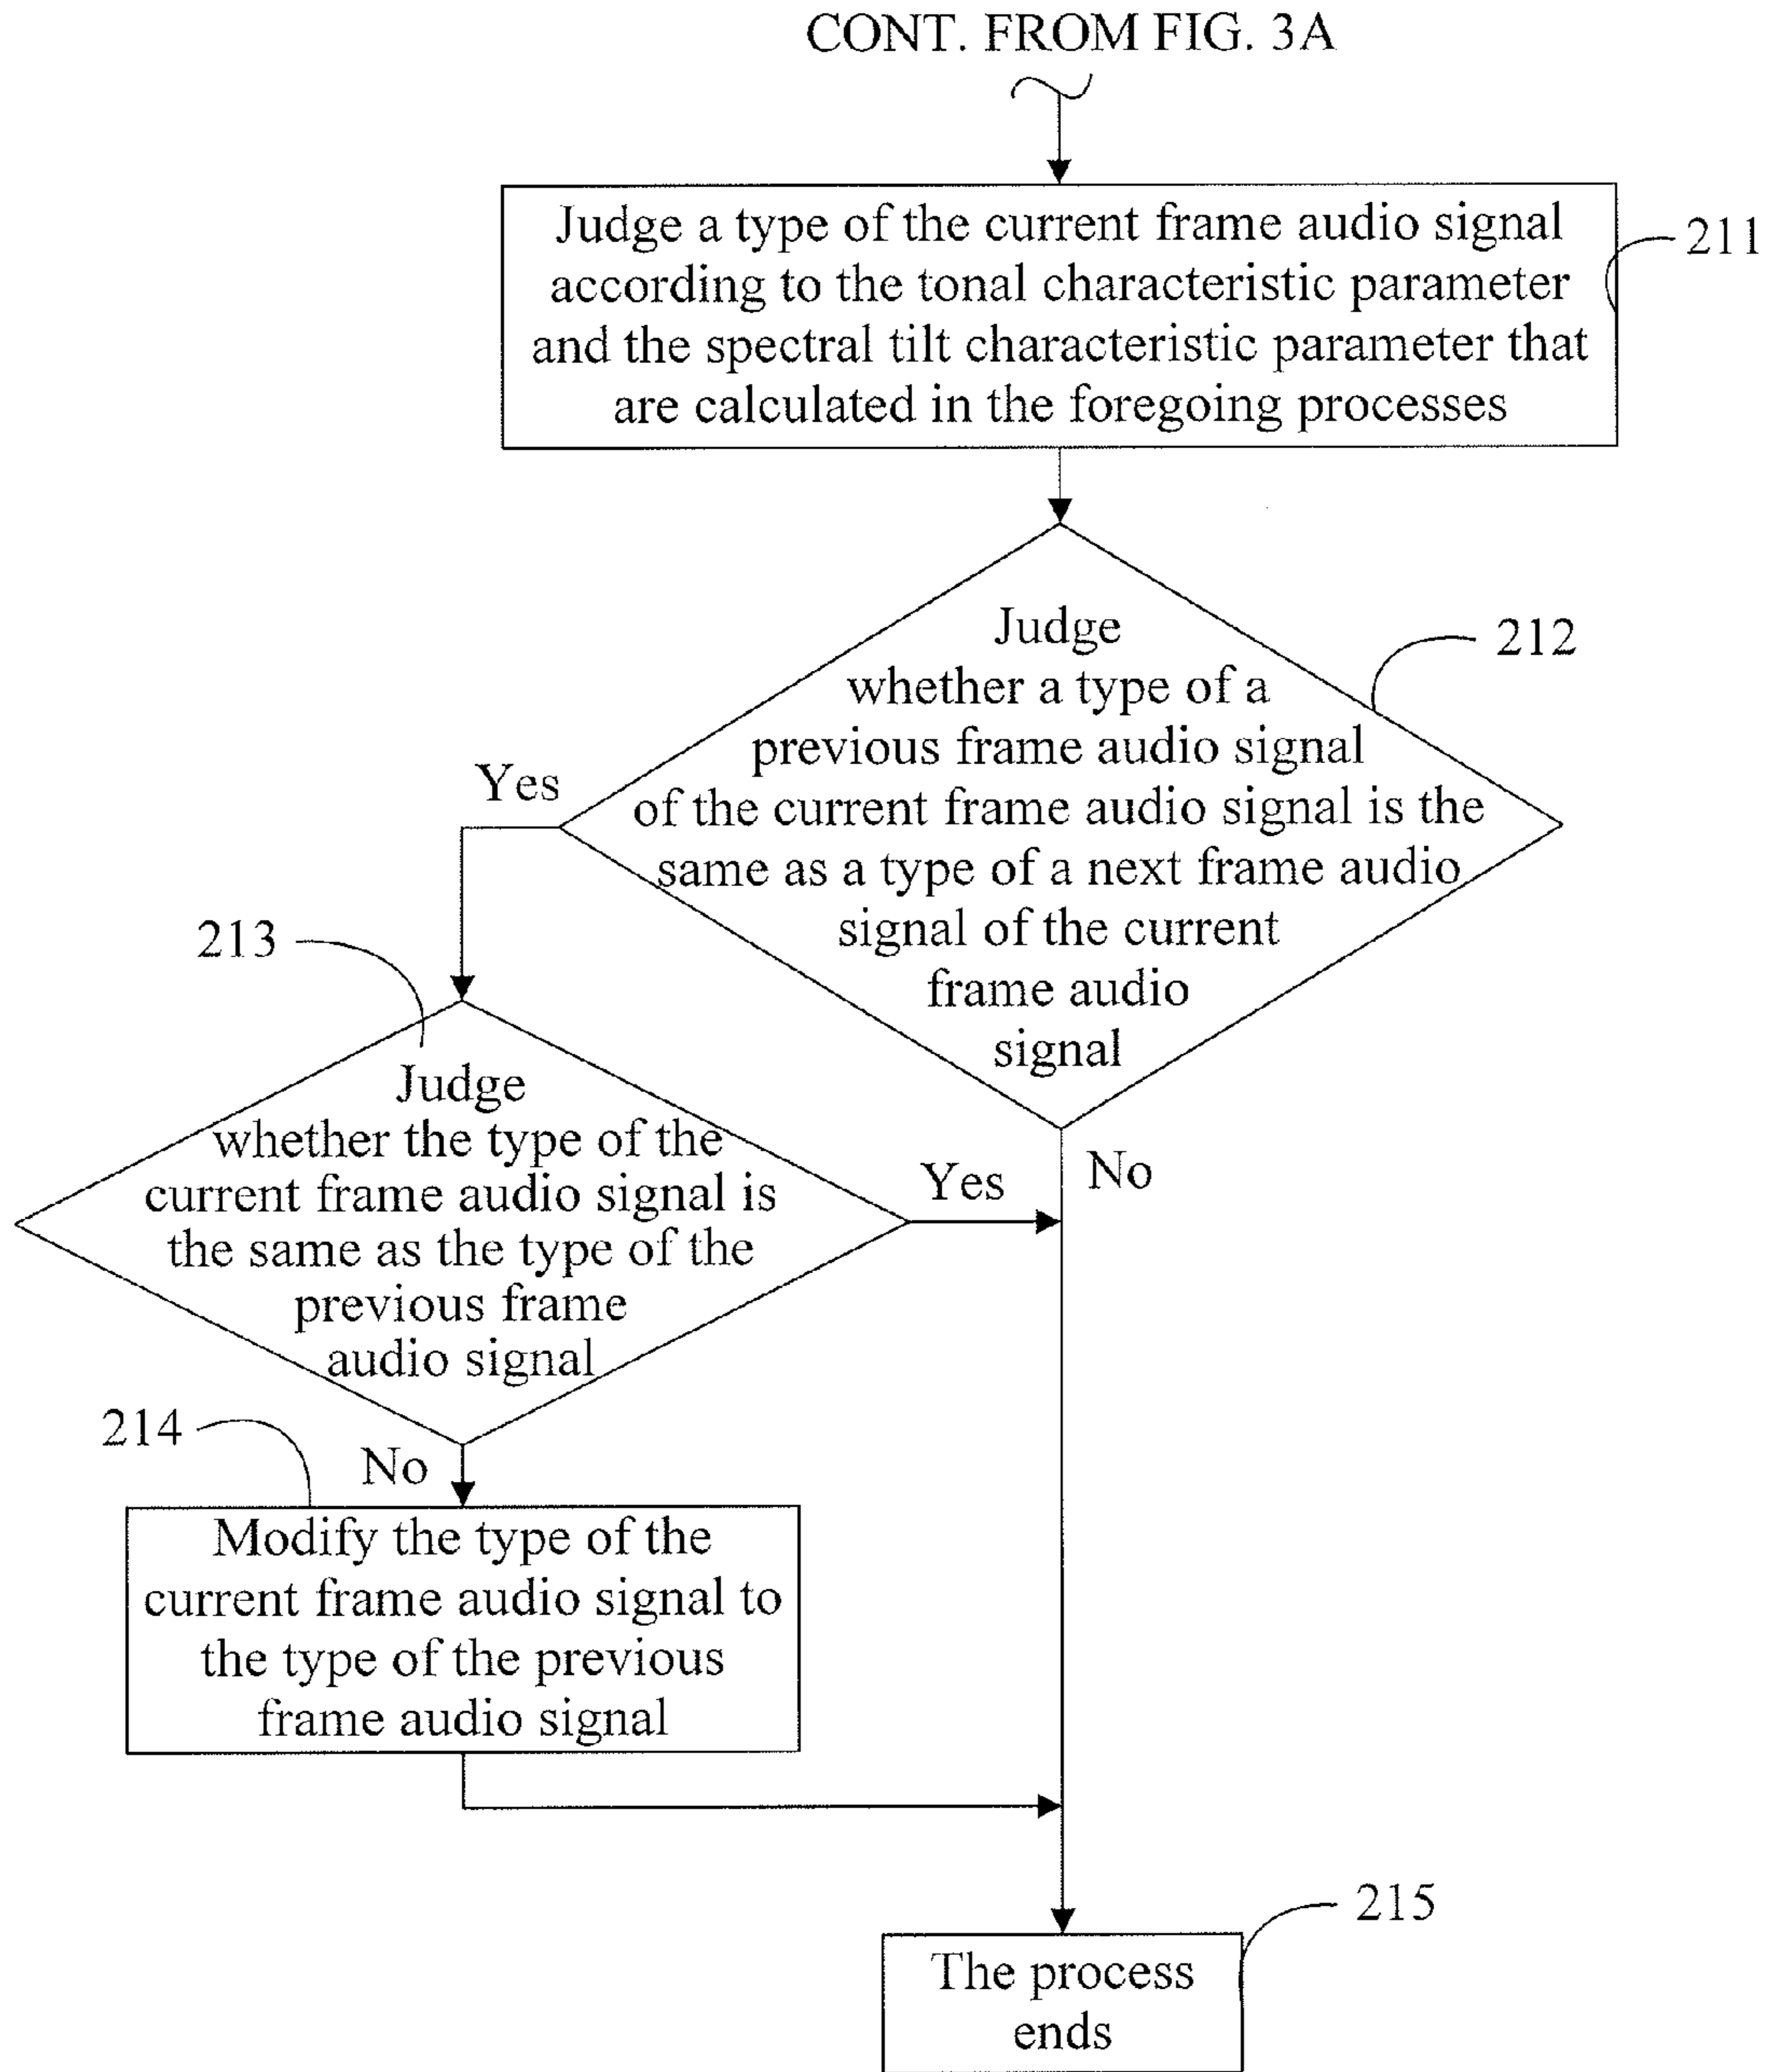 CONT. FROM FIG. 3A
Judge a type of the current frame audio signal
according to the tonal characteristic parameter
and the spectral tilt characteristic parameter that
are calculated in the foregoing processes
211
Judge
whether a type of a
previous frame audio signal
of the current frame audio signal is the
same as a type of a next frame audio
signal of the current
frame audio
signal
212
Yes
No
213
Judge
whether the type of the
current frame audio signal is
the same as the type of the
previous frame
audio signal
Yes
No
214
Modify the type of the
current frame audio signal to
the type of the previous
frame audio signal
215
The process
ends